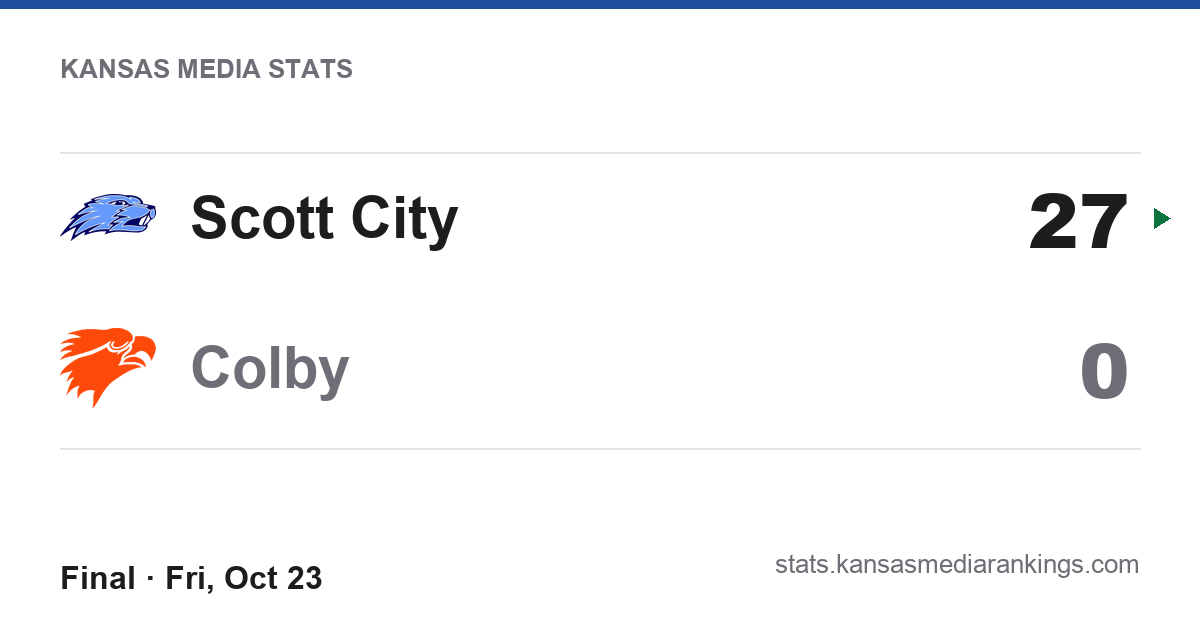 KANSAS MEDIA STATS
Scott City 27
Colby 0
Final · Fri, Oct 23
stats.kansasmediarankings.com